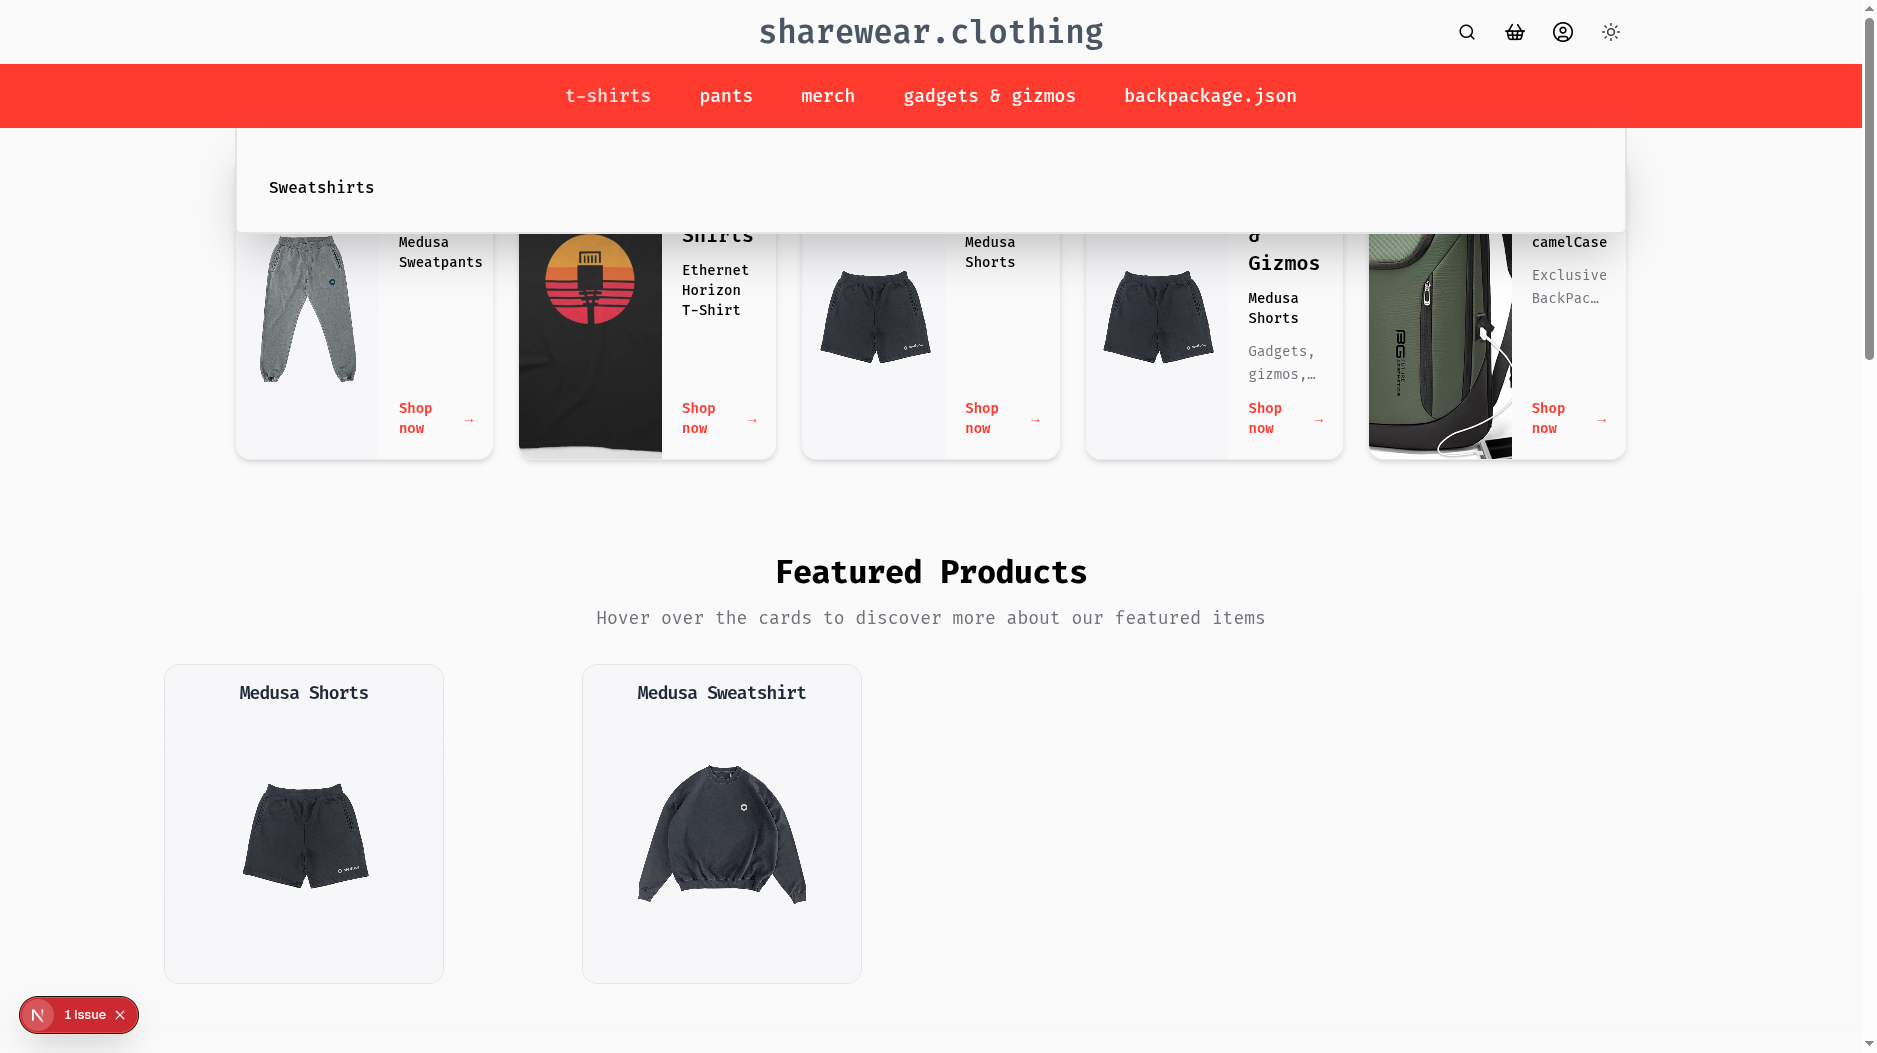 sharewear.clothing
t-shirts
pants
merch
gadgets & gizmos
backpackage.json
Sweatshirts
Medusa
Sweatpants
Shop
now
→
Shirts
Ethernet
Horizon
T-Shirt
Shop
now
→
Medusa
Shorts
Shop
now
→
&
Gizmos
Medusa
Shorts
Gadgets,
gizmos,…
Shop
now
→
camelCase
Exclusive
BackPac…
Shop
now
→
Featured Products
Hover over the cards to discover more about our featured items
Medusa Shorts
Medusa Sweatshirt
N 1 Issue